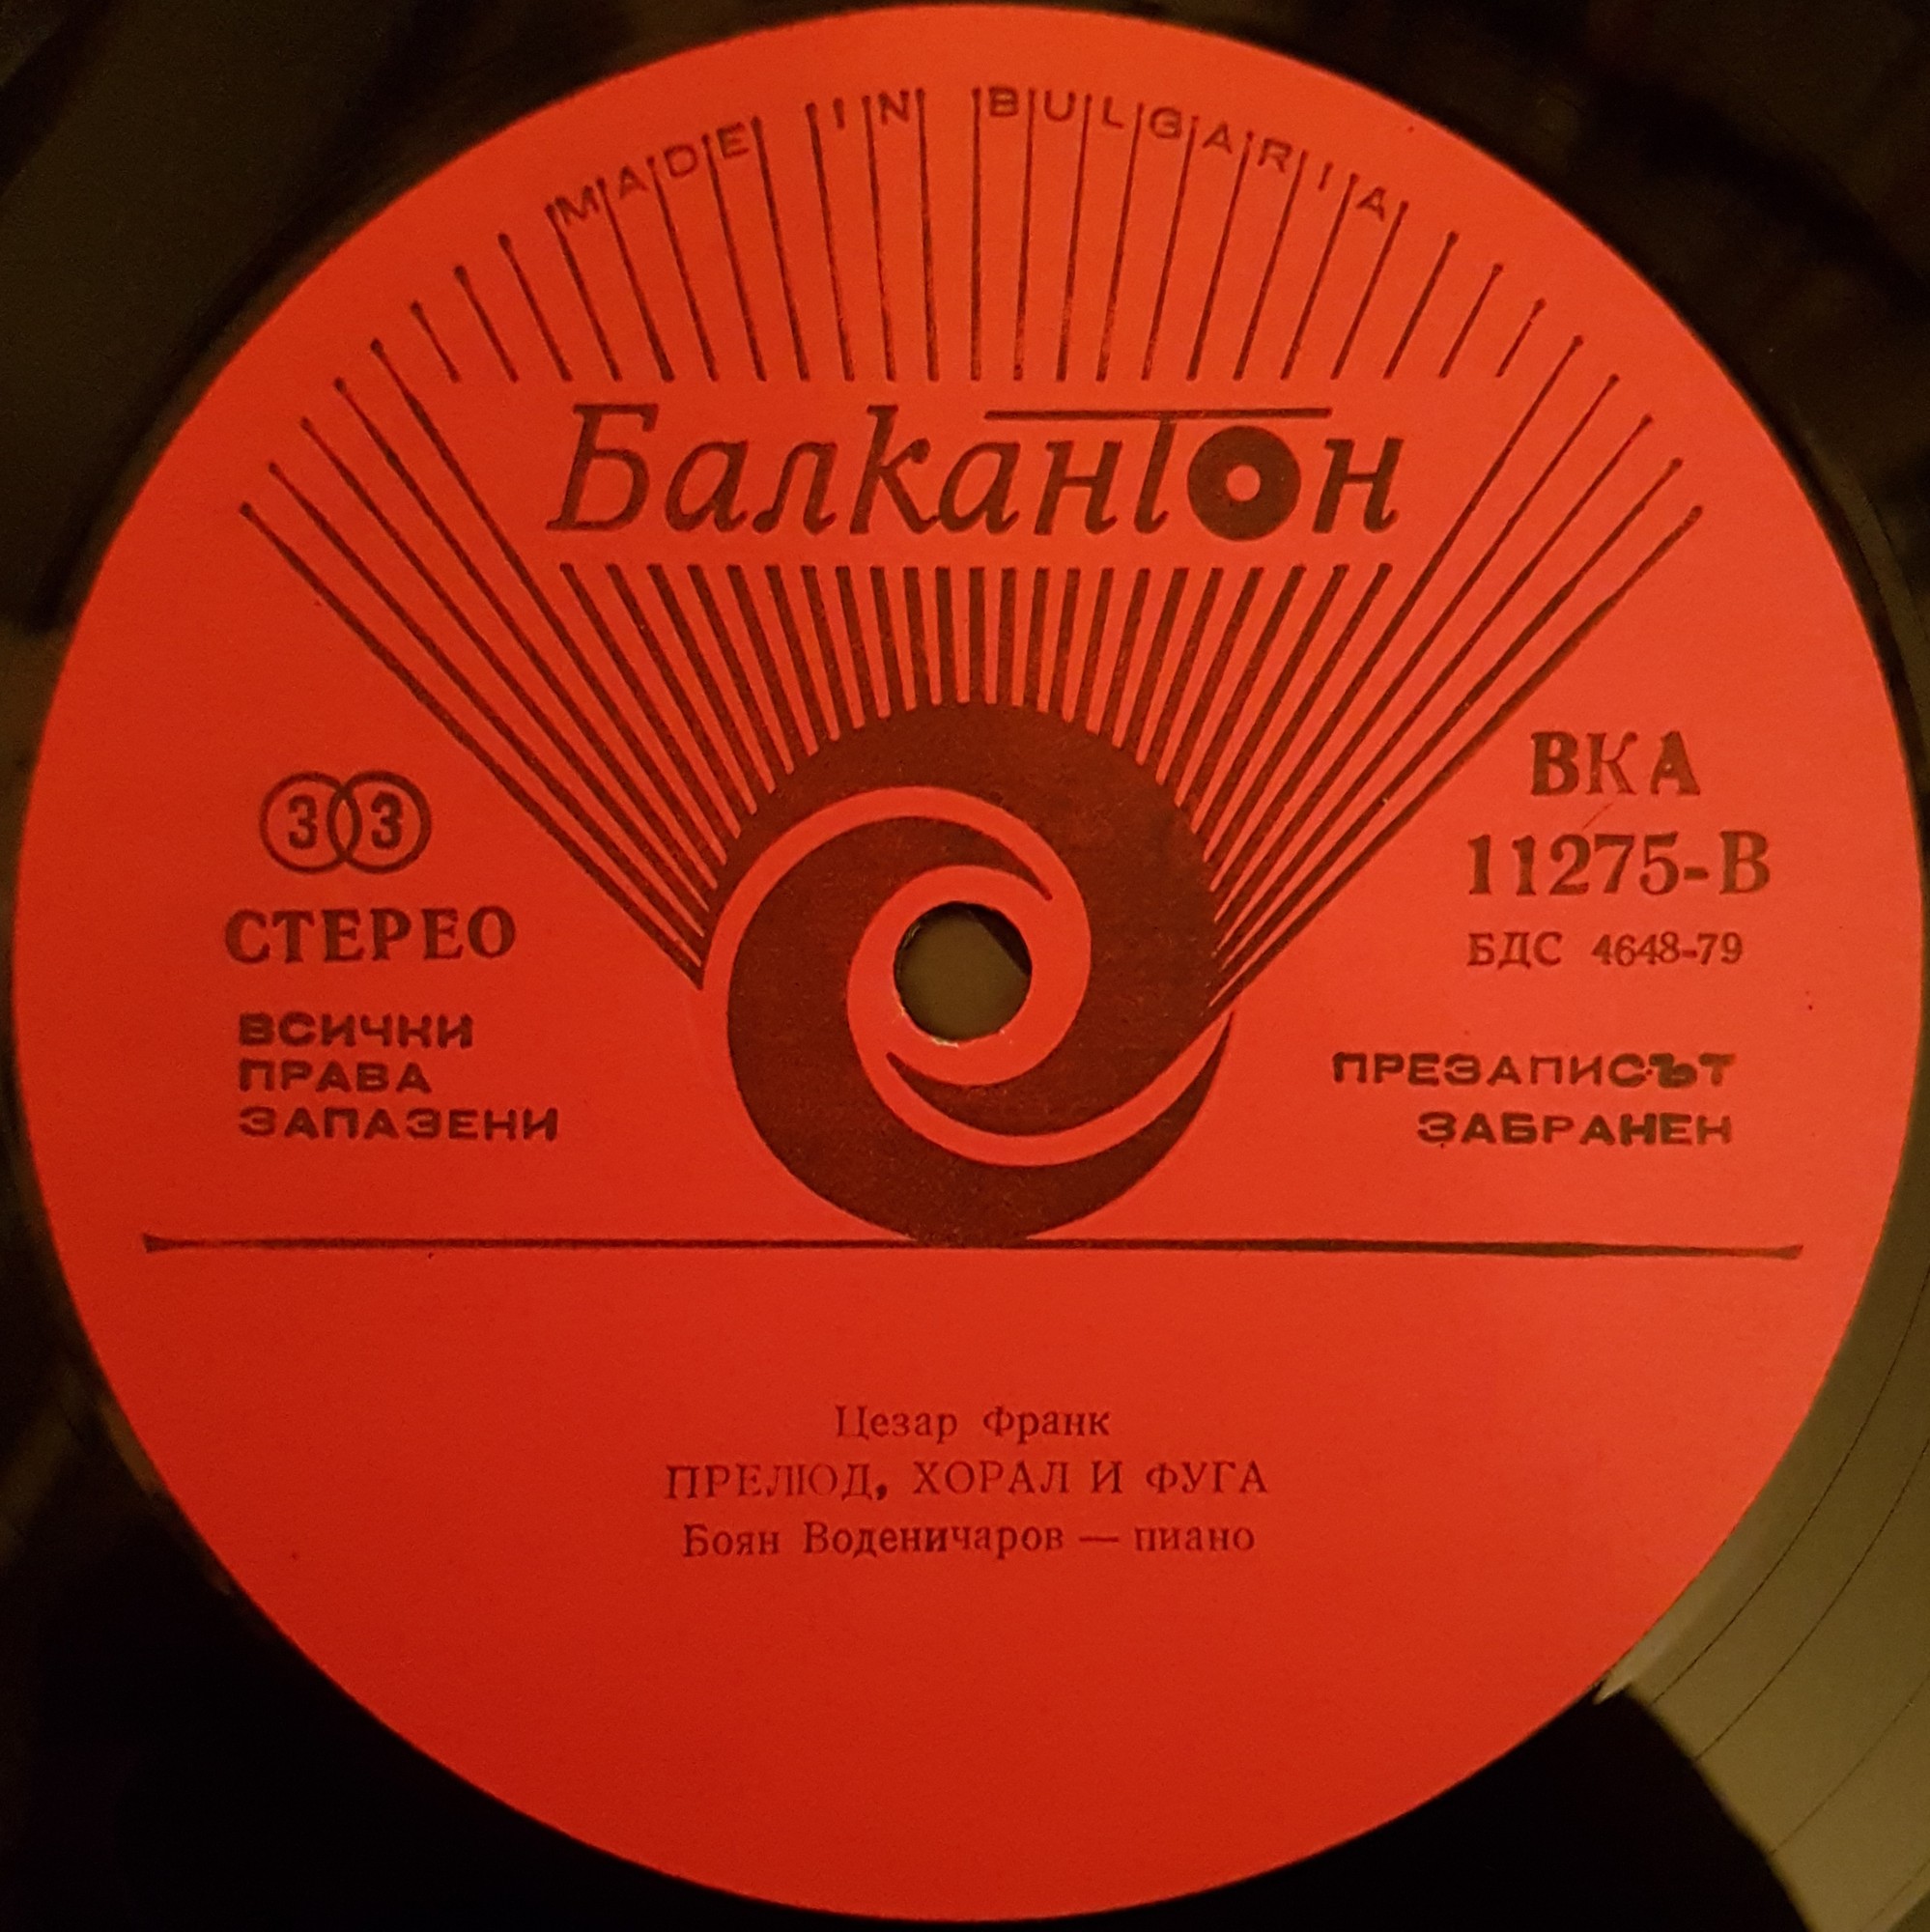 MADE IN BULGARIA
Балкантон
33
СТЕРЕО
ВСИЧКИ
ПРАВА
ЗАПАЗЕНИ
ВКА
11275-В
БДС 4648-79
ПРЕЗАПИСЪТ
ЗАБРАНЕН
Цезар Франк
ПРЕЛЮД, ХОРАЛ И ФУГА
Боян Воденичаров — пиано